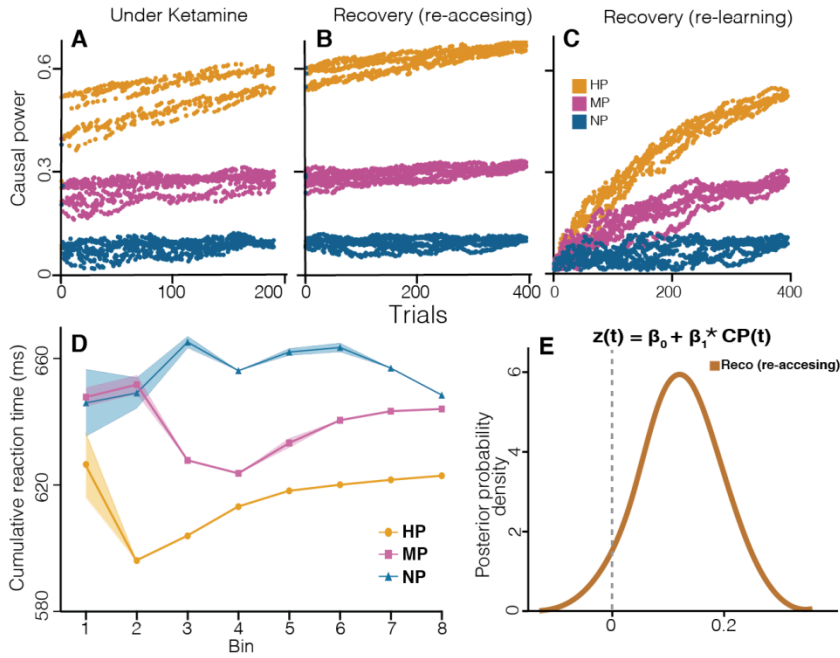 Under Ketamine
Recovery (re-accesing)
Recovery (re-learning)
A
B
C
Causal power
0.6
0.3
0
HP
MP
NP
0
100
200
0
200
400
0
200
400
Trials
D
Cumulative reaction time (ms)
660
620
580
HP
MP
NP
1
2
3
4
5
6
7
8
Bin
E
z(t) = β0 + β1* CP(t)
Reco (re-accesing)
Posterior probability
density
6
4
2
0
0
0.2